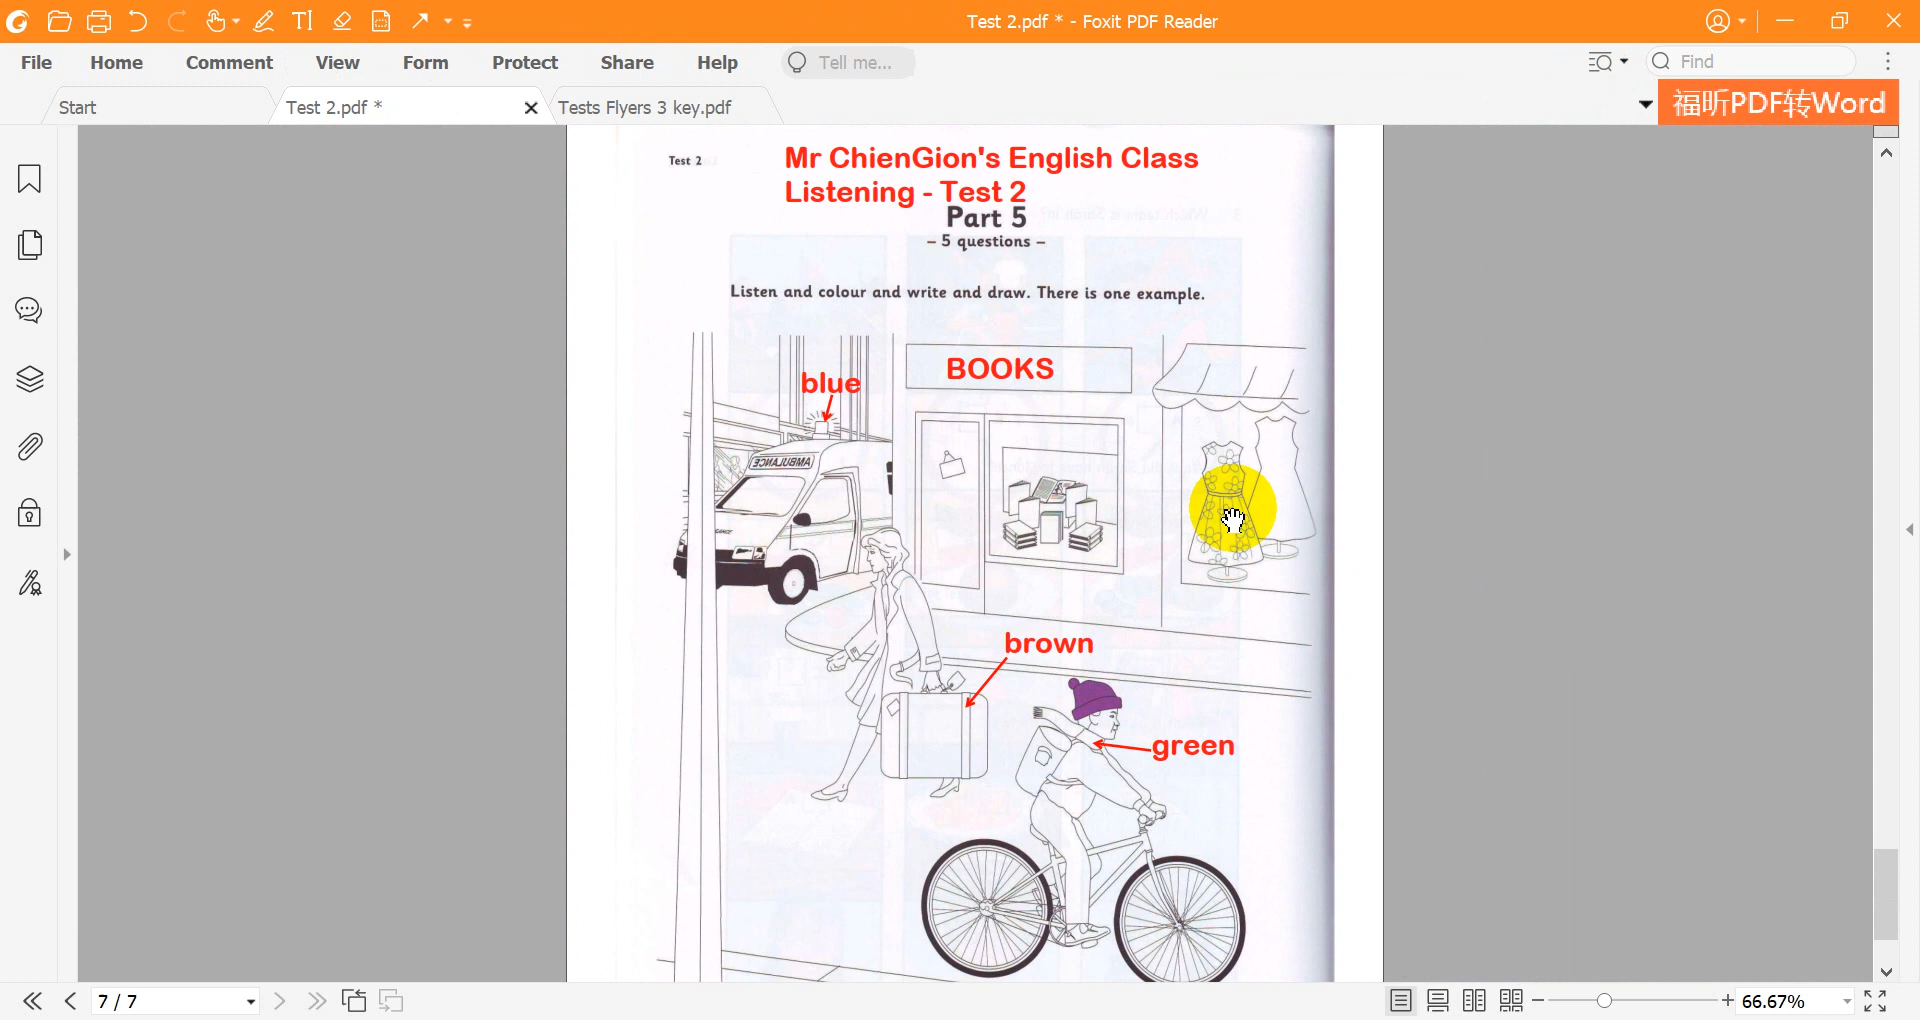 Test 2.pdf * - Foxit PDF Reader
File Home Comment View Form Protect Share Help Tell me... Find
Start Test 2.pdf * Tests Flyers 3 key.pdf 福昕PDF转Word
Test 2
Mr ChienGion's English Class
Listening - Test 2
Part 5
– 5 questions –
Listen and colour and write and draw. There is one example.
BOOKS
blue
AMBULANCE
brown
green
7 / 7 66.67%